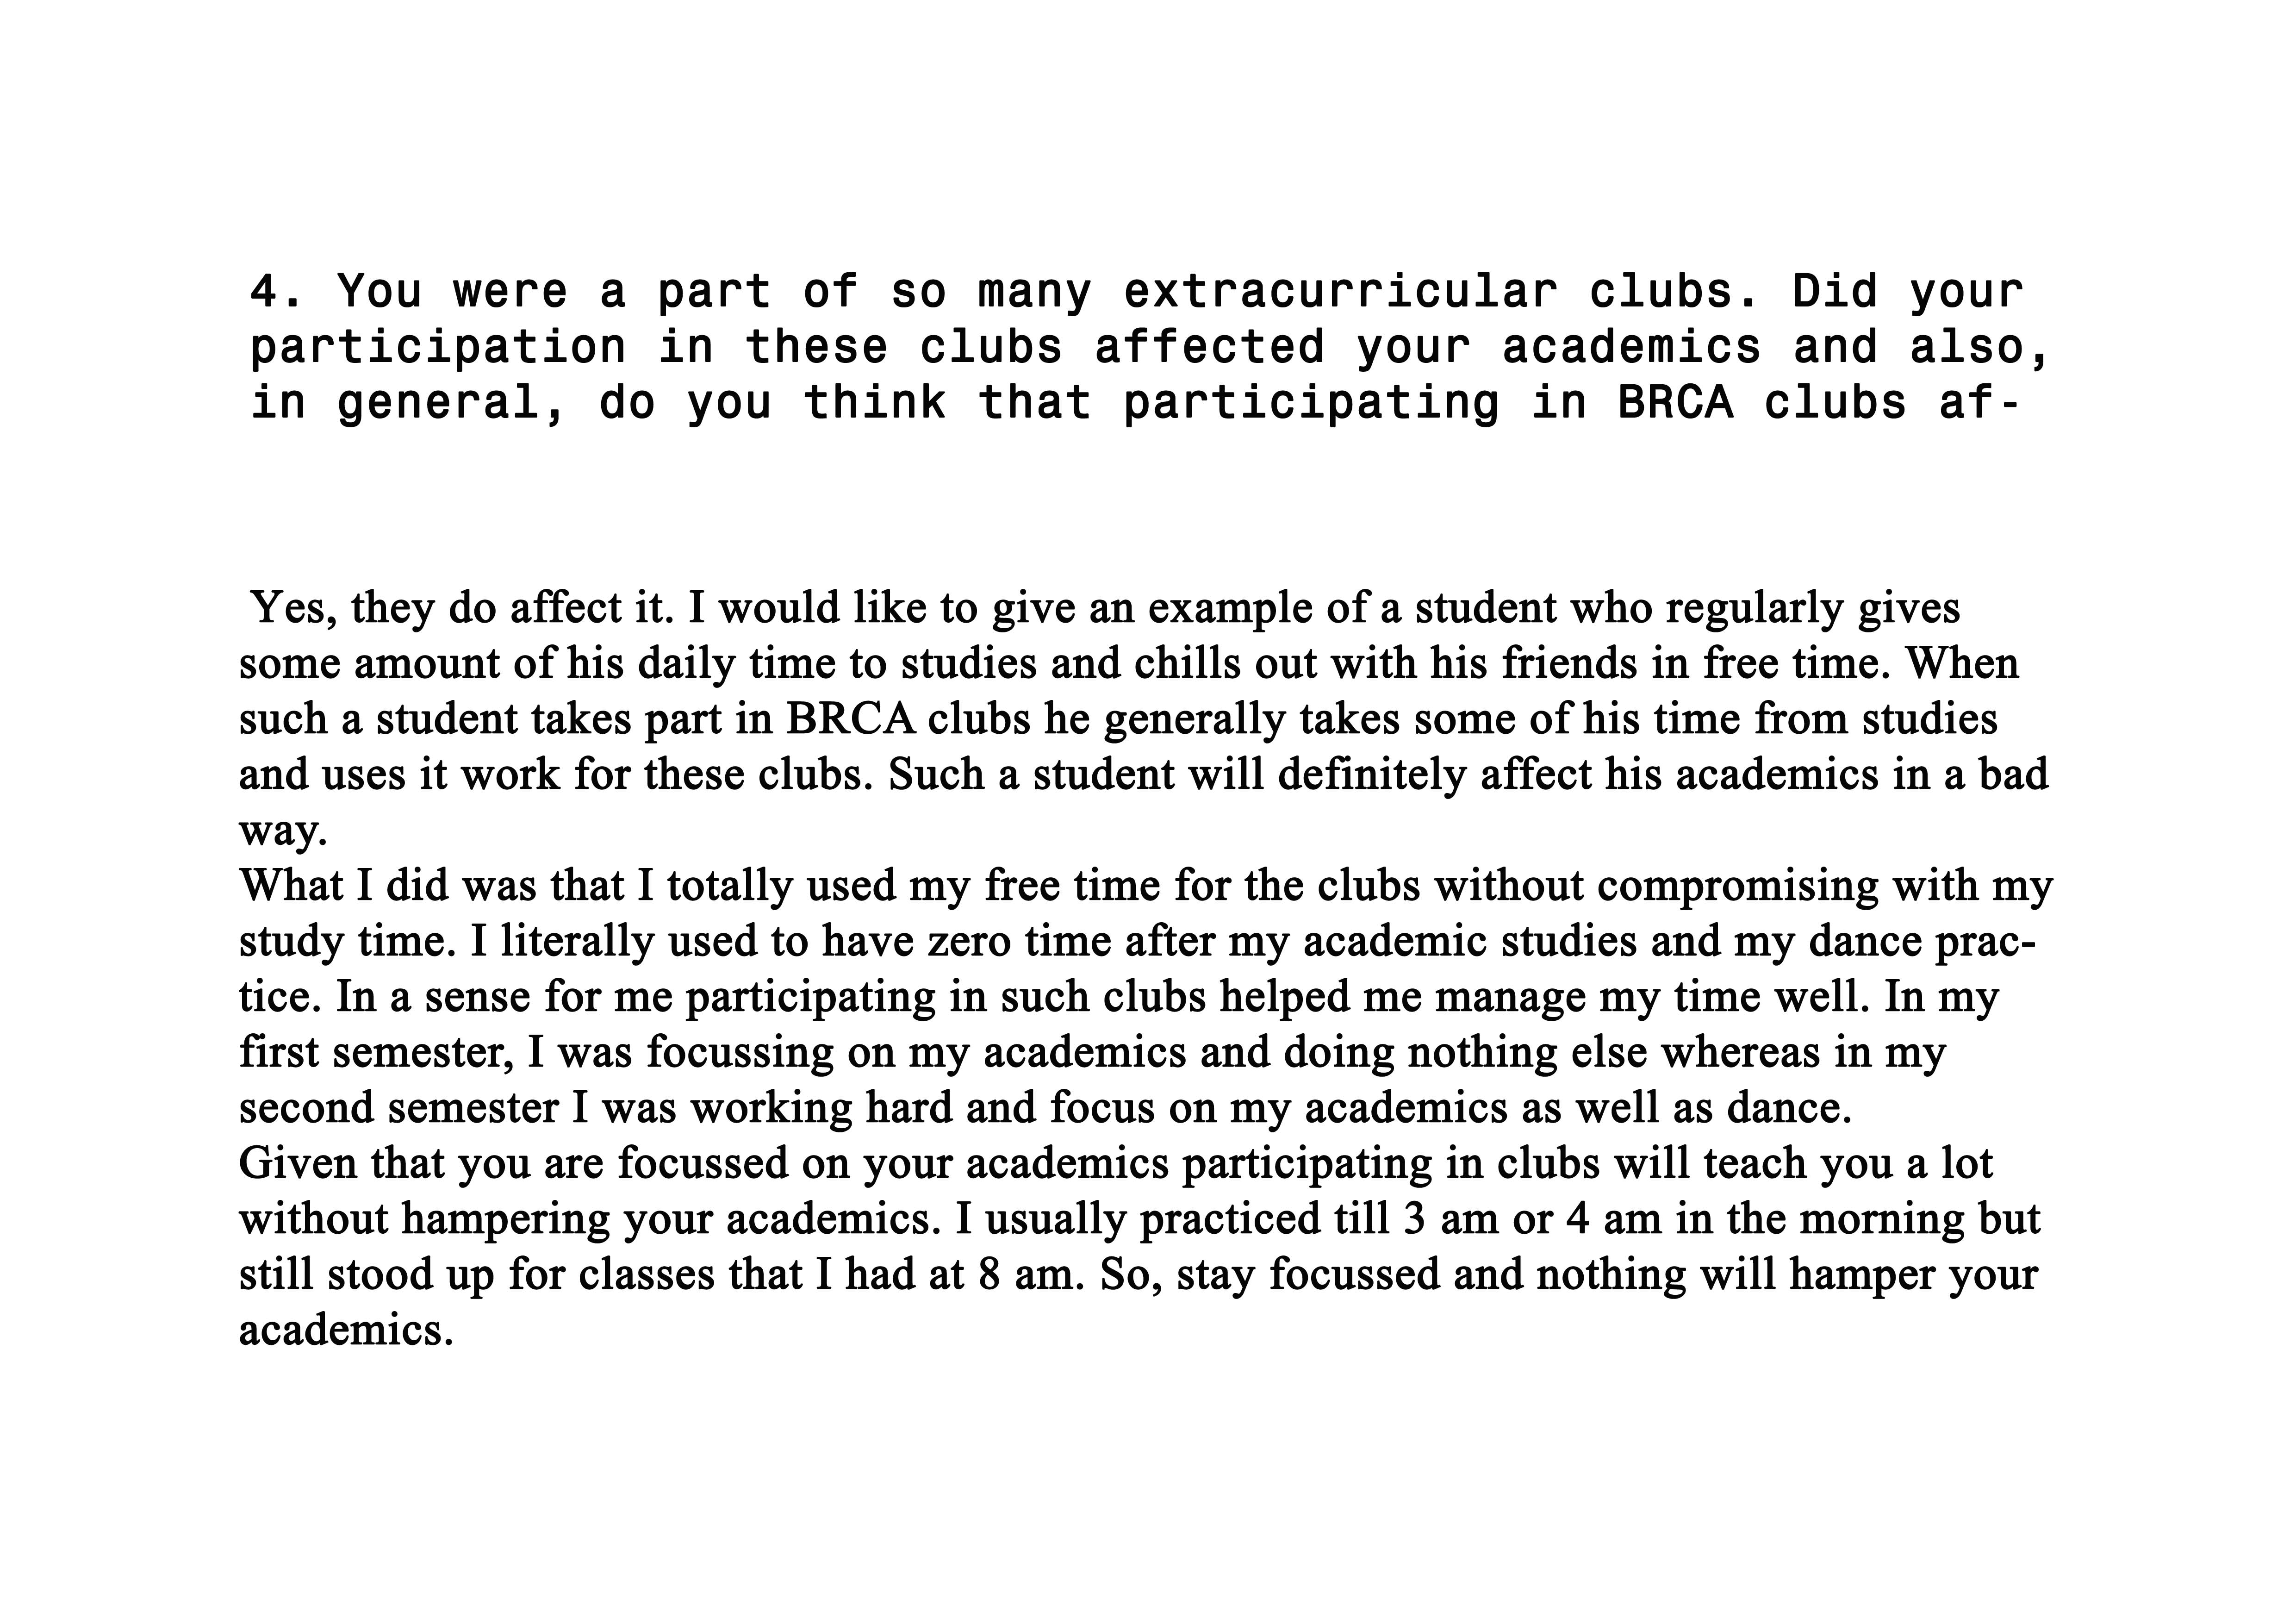 4. You were a part of so many extracurricular clubs. Did your
participation in these clubs affected your academics and also,
in general, do you think that participating in BRCA clubs af-
Yes, they do affect it. I would like to give an example of a student who regularly gives
some amount of his daily time to studies and chills out with his friends in free time. When
such a student takes part in BRCA clubs he generally takes some of his time from studies
and uses it work for these clubs. Such a student will definitely affect his academics in a bad
way.
What I did was that I totally used my free time for the clubs without compromising with my
study time. I literally used to have zero time after my academic studies and my dance prac-
tice. In a sense for me participating in such clubs helped me manage my time well. In my
first semester, I was focussing on my academics and doing nothing else whereas in my
second semester I was working hard and focus on my academics as well as dance.
Given that you are focussed on your academics participating in clubs will teach you a lot
without hampering your academics. I usually practiced till 3 am or 4 am in the morning but
still stood up for classes that I had at 8 am. So, stay focussed and nothing will hamper your
academics.